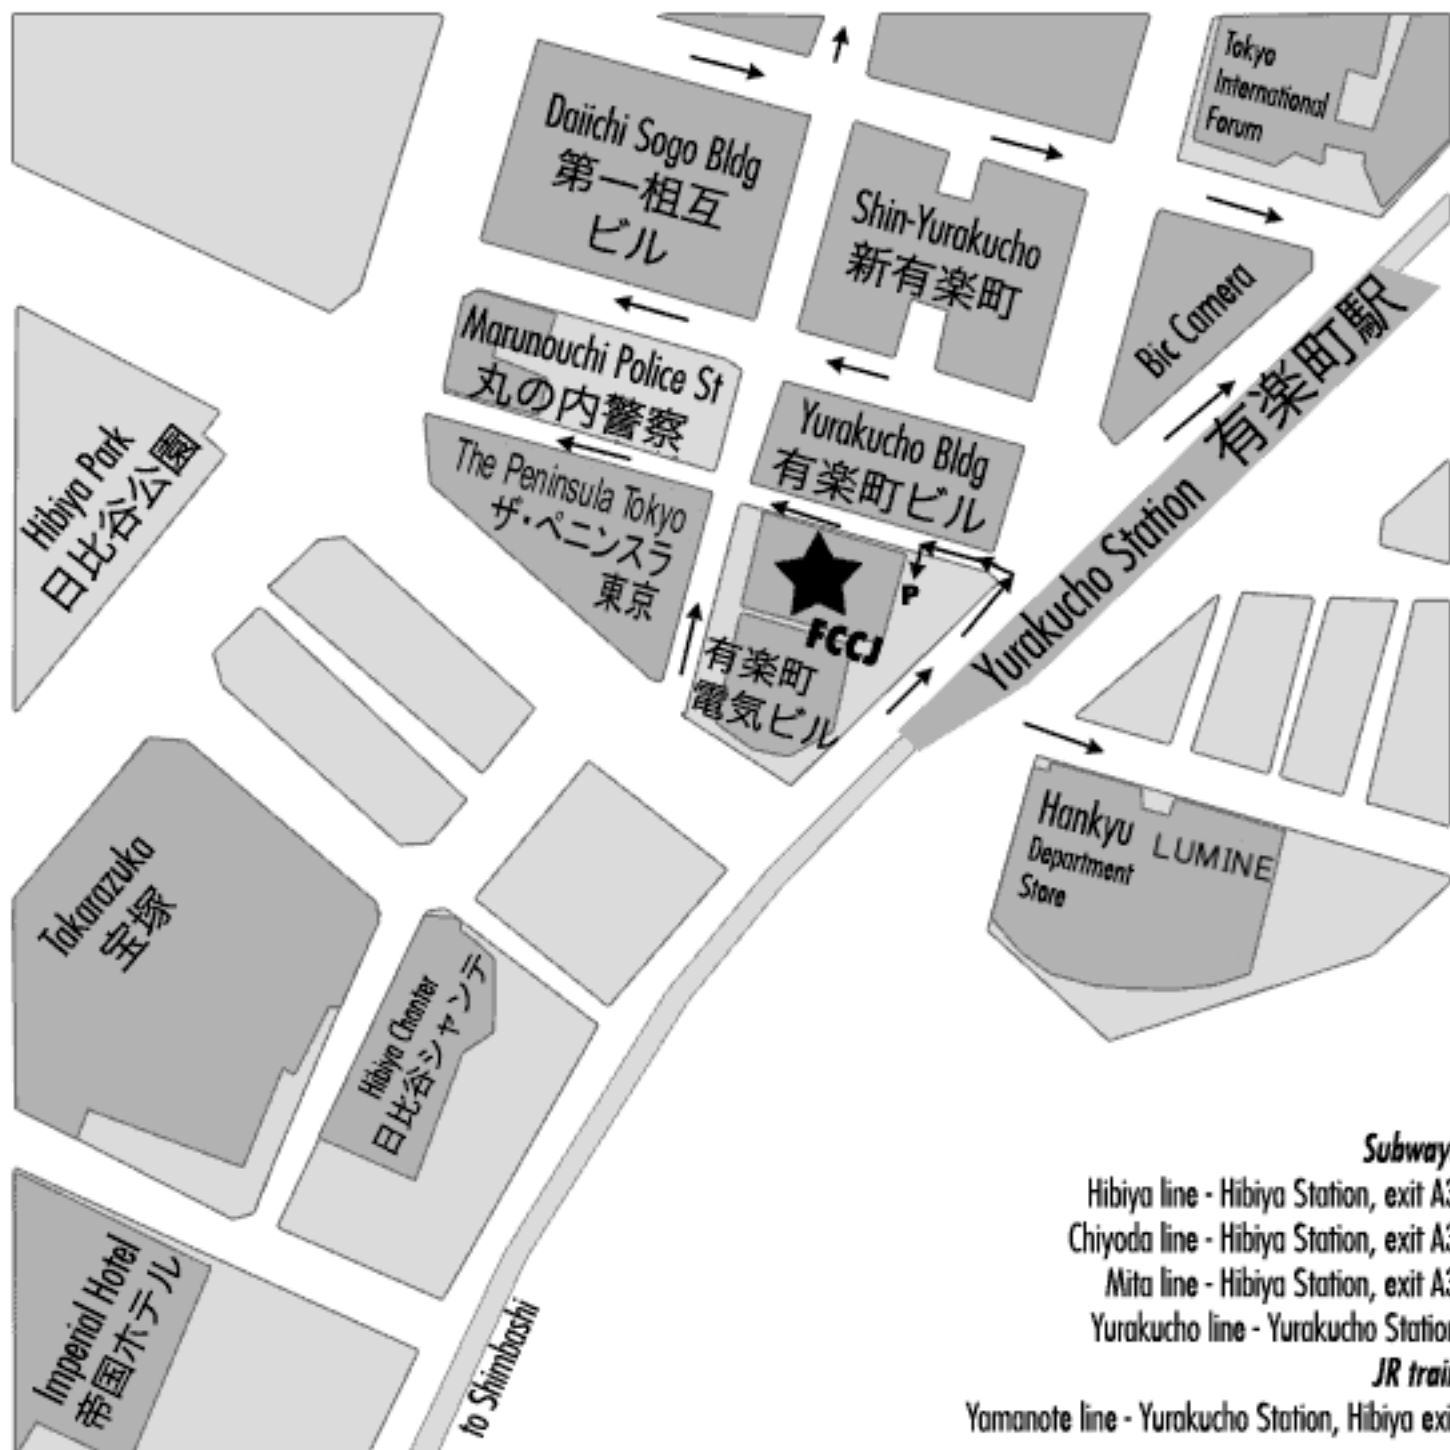 Tokyo
International
Forum
Daiichi Sogo Bldg
第一相互
ビル
Shin-Yurakucho
新有楽町
Bic Camera
Marunouchi Police St
丸の内警察
Yurakucho Bldg
有楽町ビル
Yurakucho Station 有楽町駅
Hibiya Park
日比谷公園
The Peninsula Tokyo
ザ・ペニンスラ
東京
P
FCCJ
有楽町
電気ビル
Hankyu
Department
Store
LUMINE
Takarazuka
宝塚
Hibiya Chanter
日比谷シャンテ
Imperial Hotel
帝国ホテル
to Shimbashi
Subway
Hibiya line - Hibiya Station, exit A3
Chiyoda line - Hibiya Station, exit A3
Mita line - Hibiya Station, exit A3
Yurakucho line - Yurakucho Station
JR train
Yamanote line - Yurakucho Station, Hibiya exi